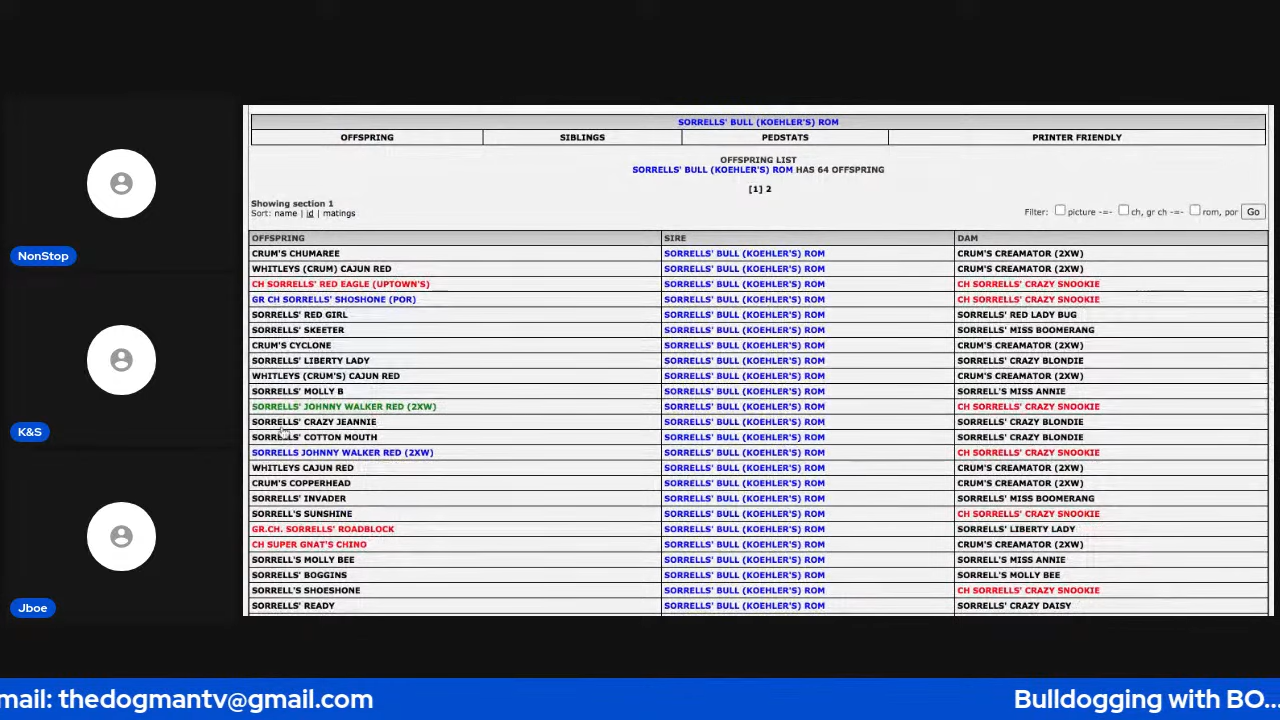 NonStop
K&S
Jboe
SORRELLS' BULL (KOEHLER'S) ROM
OFFSPRING SIBLINGS PEDSTATS PRINTER FRIENDLY
OFFSPRING LIST
SORRELLS' BULL (KOEHLER'S) ROM HAS 64 OFFSPRING
[1] 2
Showing section 1
Sort: name | id | matings
Filter: picture -=- ch, gr ch -=- rom, por Go
OFFSPRING SIRE DAM
CRUM'S CHUMAREE SORRELLS' BULL (KOEHLER'S) ROM CRUM'S CREAMATOR (2XW)
WHITLEYS (CRUM) CAJUN RED SORRELLS' BULL (KOEHLER'S) ROM CRUM'S CREAMATOR (2XW)
CH SORRELLS' RED EAGLE (UPTOWN'S) SORRELLS' BULL (KOEHLER'S) ROM CH SORRELLS' CRAZY SNOOKIE
GR CH SORRELLS' SHOSHONE (POR) SORRELLS' BULL (KOEHLER'S) ROM CH SORRELLS' CRAZY SNOOKIE
SORRELLS' RED GIRL SORRELLS' BULL (KOEHLER'S) ROM SORRELLS' RED LADY BUG
SORRELLS' SKEETER SORRELLS' BULL (KOEHLER'S) ROM SORRELLS' MISS BOOMERANG
CRUM'S CYCLONE SORRELLS' BULL (KOEHLER'S) ROM CRUM'S CREAMATOR (2XW)
SORRELLS' LIBERTY LADY SORRELLS' BULL (KOEHLER'S) ROM SORRELLS' CRAZY BLONDIE
WHITLEYS (CRUM'S) CAJUN RED SORRELLS' BULL (KOEHLER'S) ROM CRUM'S CREAMATOR (2XW)
SORRELLS' MOLLY B SORRELLS' BULL (KOEHLER'S) ROM SORRELL'S MISS ANNIE
SORRELLS' JOHNNY WALKER RED (2XW) SORRELLS' BULL (KOEHLER'S) ROM CH SORRELLS' CRAZY SNOOKIE
SORRELLS' CRAZY JEANNIE SORRELLS' BULL (KOEHLER'S) ROM SORRELLS' CRAZY BLONDIE
SORRELLS' COTTON MOUTH SORRELLS' BULL (KOEHLER'S) ROM SORRELLS' CRAZY BLONDIE
SORRELLS JOHNNY WALKER RED (2XW) SORRELLS' BULL (KOEHLER'S) ROM CH SORRELLS' CRAZY SNOOKIE
WHITLEYS CAJUN RED SORRELLS' BULL (KOEHLER'S) ROM CRUM'S CREAMATOR (2XW)
CRUM'S COPPERHEAD SORRELLS' BULL (KOEHLER'S) ROM CRUM'S CREAMATOR (2XW)
SORRELLS' INVADER SORRELLS' BULL (KOEHLER'S) ROM SORRELLS' MISS BOOMERANG
SORRELL'S SUNSHINE SORRELLS' BULL (KOEHLER'S) ROM CH SORRELLS' CRAZY SNOOKIE
GR.CH. SORRELLS' ROADBLOCK SORRELLS' BULL (KOEHLER'S) ROM SORRELLS' LIBERTY LADY
CH SUPER GNAT'S CHINO SORRELLS' BULL (KOEHLER'S) ROM CRUM'S CREAMATOR (2XW)
SORRELL'S MOLLY BEE SORRELLS' BULL (KOEHLER'S) ROM SORRELL'S MISS ANNIE
SORRELLS' BOGGINS SORRELLS' BULL (KOEHLER'S) ROM SORRELL'S MOLLY BEE
SORRELL'S SHOESHONE SORRELLS' BULL (KOEHLER'S) ROM CH SORRELLS' CRAZY SNOOKIE
SORRELLS' READY SORRELLS' BULL (KOEHLER'S) ROM SORRELLS' CRAZY DAISY
mail: thedogmantv@gmail.com Bulldogging with BO...